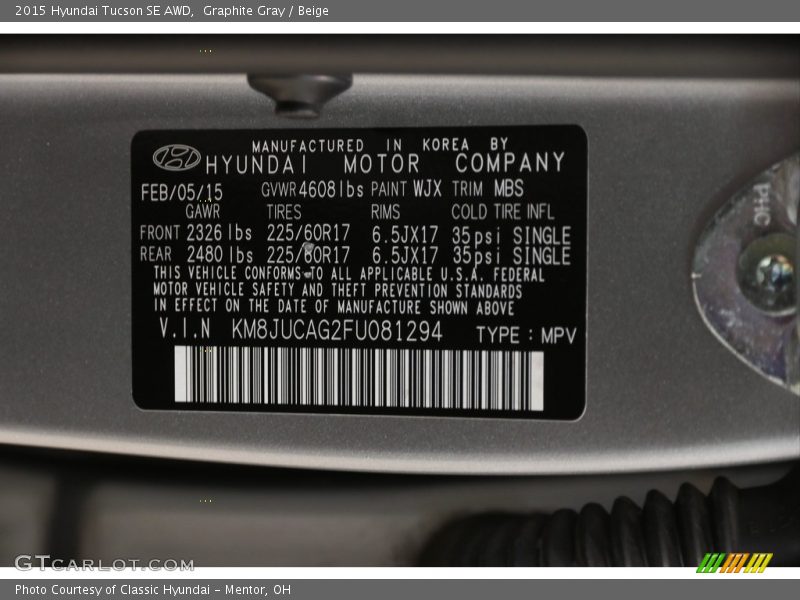 2015 Hyundai Tucson SE AWD, Graphite Gray / Beige
MANUFACTURED IN KOREA BY
HYUNDAI MOTOR COMPANY
FEB/05/15 GVWR 4608 lbs PAINT WJX TRIM MBS
GAWR TIRES RIMS COLD TIRE INFL
FRONT 2326 lbs 225/60R17 6.5JX17 35psi SINGLE
REAR 2480 lbs 225/60R17 6.5JX17 35psi SINGLE
THIS VEHICLE CONFORMS TO ALL APPLICABLE U.S.A. FEDERAL
MOTOR VEHICLE SAFETY AND THEFT PREVENTION STANDARDS
IN EFFECT ON THE DATE OF MANUFACTURE SHOWN ABOVE
V.I.N KM8JUCAG2FU081294 TYPE : MPV
PHC
GTCARLOT.COM
Photo Courtesy of Classic Hyundai - Mentor, OH